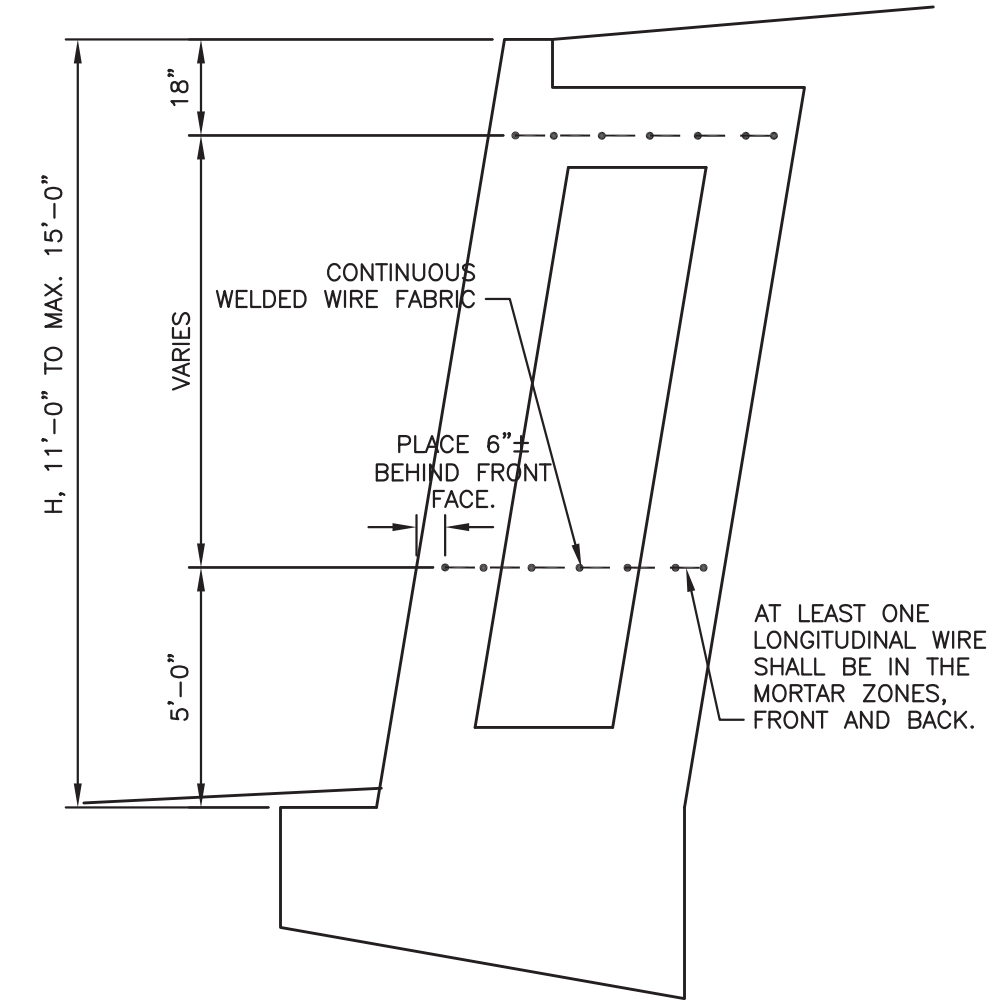 18”
H, 11’–0” TO MAX. 15’–0”
VARIES
CONTINUOUS
WELDED WIRE FABRIC
PLACE 6”±
BEHIND FRONT
FACE.
5’–0”
AT LEAST ONE
LONGITUDINAL WIRE
SHALL BE IN THE
MORTAR ZONES,
FRONT AND BACK.